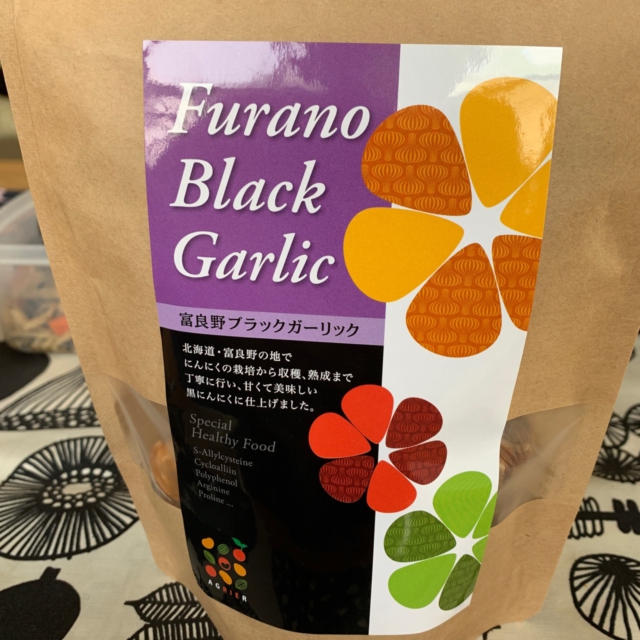 Furano
Black
Garlic
富良野ブラックガーリック
北海道・富良野の地で
にんにくの栽培から収穫、熟成まで
丁寧に行い、甘くて美味しい
黒にんにくに仕上げました。
Special
Healthy Food
S-Allylcysteine
Cycloaliin
Polyphenol
Arginine
Proline ...